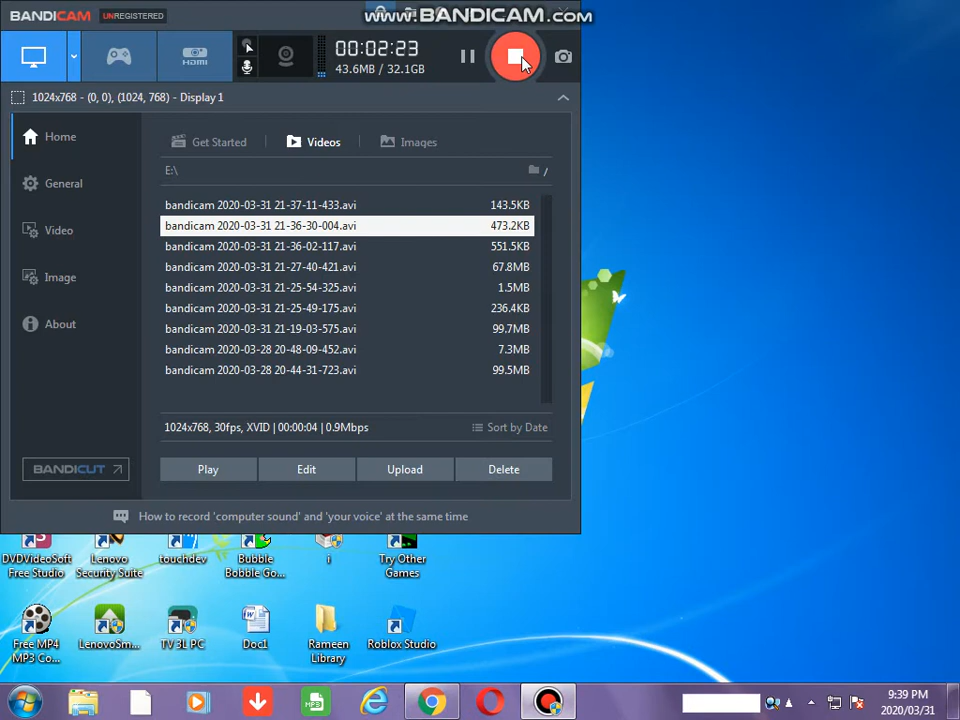 www.BANDICAM.com
BANDICAM UNREGISTERED
HDMI
00:02:23
43.6MB / 32.1GB
1024x768 - (0, 0), (1024, 768) - Display 1
Home
General
Video
Image
About
BANDICUT
Get Started
Videos
Images
E:\
/
bandicam 2020-03-31 21-37-11-433.avi 143.5KB
bandicam 2020-03-31 21-36-30-004.avi 473.2KB
bandicam 2020-03-31 21-36-02-117.avi 551.5KB
bandicam 2020-03-31 21-27-40-421.avi 67.8MB
bandicam 2020-03-31 21-25-54-325.avi 1.5MB
bandicam 2020-03-31 21-25-49-175.avi 236.4KB
bandicam 2020-03-31 21-19-03-575.avi 99.7MB
bandicam 2020-03-28 20-48-09-452.avi 7.3MB
bandicam 2020-03-28 20-44-31-723.avi 99.5MB
1024x768, 30fps, XVID | 00:00:04 | 0.9Mbps
Sort by Date
Play
Edit
Upload
Delete
How to record 'computer sound' and 'your voice' at the same time
DVDVideoSoft
Free Studio
Lenovo
Security Suite
touchdev
Bubble
Bobble Go...
i
Try Other
Games
Free MP4
MP3 Co...
LenovoSm...
TV 3L PC
Doc1
Rameen
Library
Roblox Studio
9:39 PM
2020/03/31